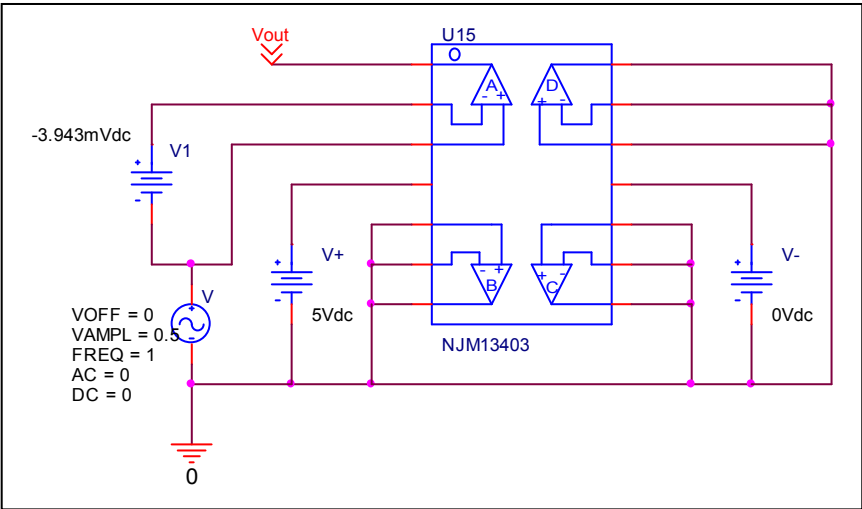 Vout
U15
A
- +
D
+ -
-3.943mVdc
+
V1
-
V+
+
-
5Vdc
- +
B
+ -
C
V-
+
-
0Vdc
VOFF = 0
VAMPL = 0.5
FREQ = 1
AC = 0
DC = 0
V
+
-
NJM13403
0